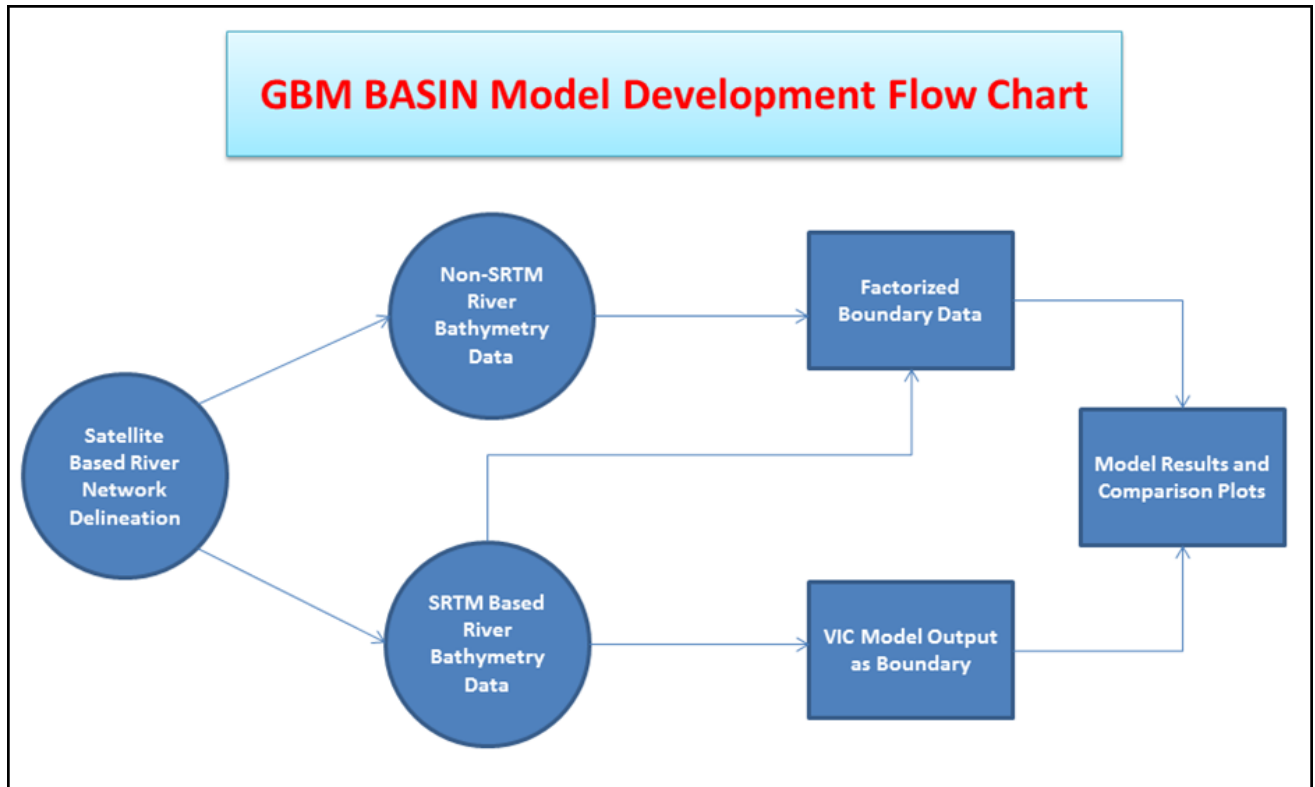 GBM BASIN Model Development Flow Chart
Non-SRTM
River
Bathymetry
Data
Factorized
Boundary Data
Satellite
Based River
Network
Delineation
Model Results and
Comparison Plots
SRTM Based
River
Bathymetry
Data
VIC Model Output
as Boundary